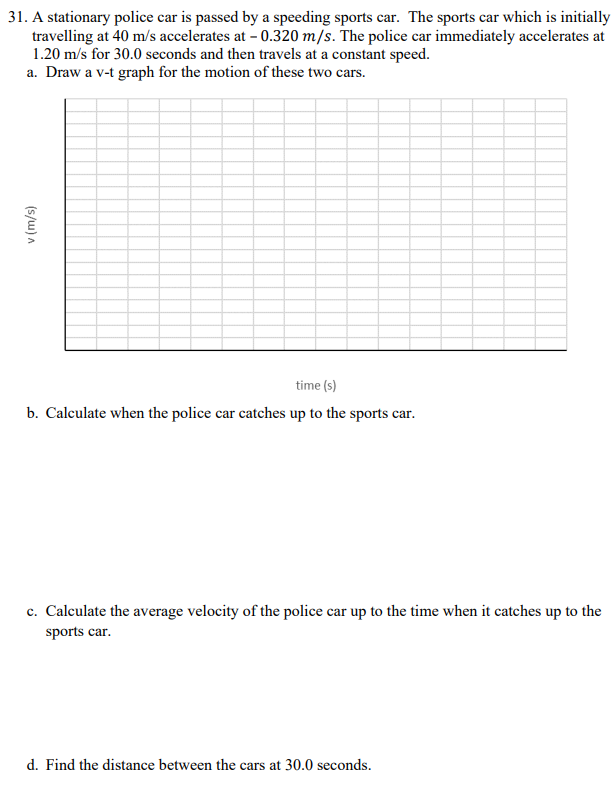 31. A stationary police car is passed by a speeding sports car. The sports car which is initially
travelling at 40 m/s accelerates at – 0.320 m/s. The police car immediately accelerates at
1.20 m/s for 30.0 seconds and then travels at a constant speed.
a. Draw a v-t graph for the motion of these two cars.
v (m/s)
time (s)
b. Calculate when the police car catches up to the sports car.
c. Calculate the average velocity of the police car up to the time when it catches up to the
sports car.
d. Find the distance between the cars at 30.0 seconds.